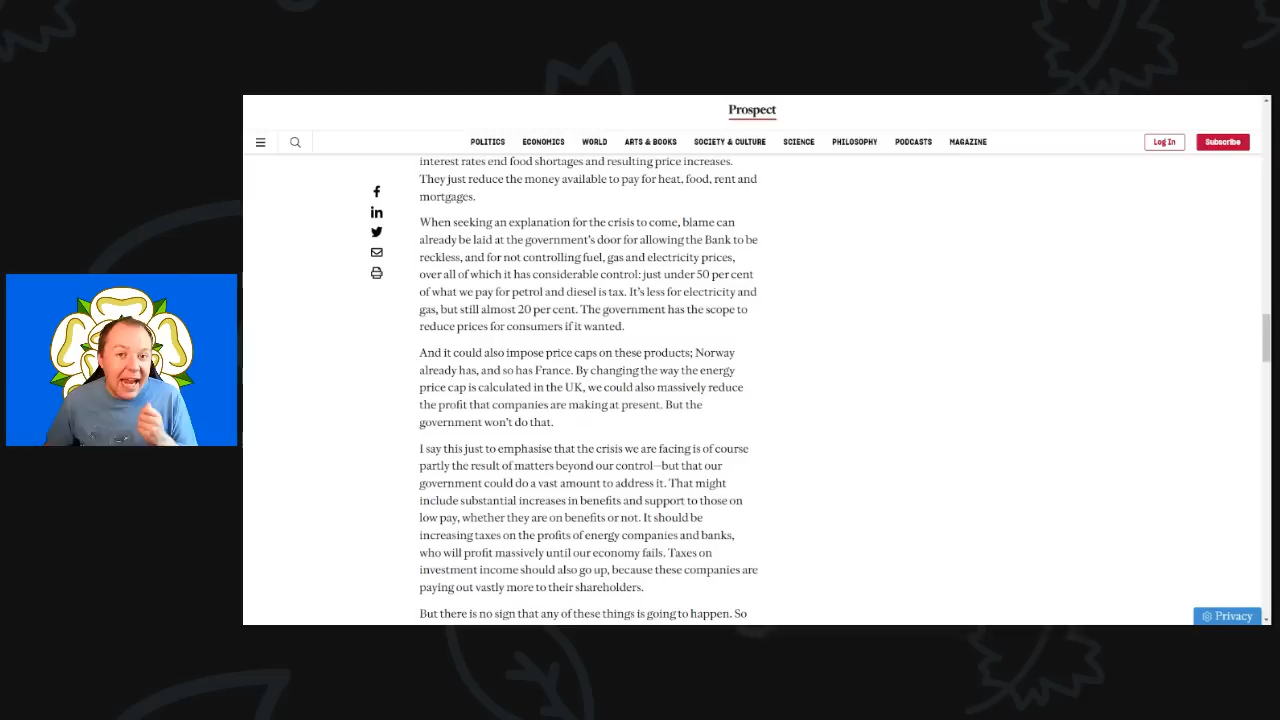 Prospect
POLITICS ECONOMICS WORLD ARTS & BOOKS SOCIETY & CULTURE SCIENCE PHILOSOPHY PODCASTS MAGAZINE Log In Subscribe
interest rates end food shortages and resulting price increases.
They just reduce the money available to pay for heat, food, rent and
mortgages.
When seeking an explanation for the crisis to come, blame can
already be laid at the government's door for allowing the Bank to be
reckless, and for not controlling fuel, gas and electricity prices,
over all of which it has considerable control: just under 50 per cent
of what we pay for petrol and diesel is tax. It's less for electricity and
gas, but still almost 20 per cent. The government has the scope to
reduce prices for consumers if it wanted.
And it could also impose price caps on these products; Norway
already has, and so has France. By changing the way the energy
price cap is calculated in the UK, we could also massively reduce
the profit that companies are making at present. But the
government won't do that.
I say this just to emphasise that the crisis we are facing is of course
partly the result of matters beyond our control—but that our
government could do a vast amount to address it. That might
include substantial increases in benefits and support to those on
low pay, whether they are on benefits or not. It should be
increasing taxes on the profits of energy companies and banks,
who will profit massively until our economy fails. Taxes on
investment income should also go up, because these companies are
paying out vastly more to their shareholders.
But there is no sign that any of these things is going to happen. So
Privacy